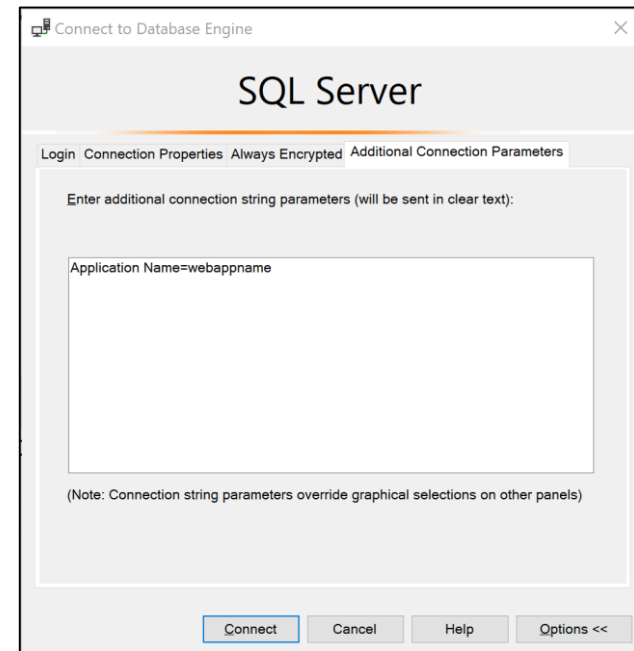 Connect to Database Engine
SQL Server
Login Connection Properties Always Encrypted Additional Connection Parameters
Enter additional connection string parameters (will be sent in clear text):
Application Name=webappname
(Note: Connection string parameters override graphical selections on other panels)
Connect Cancel Help Options <<